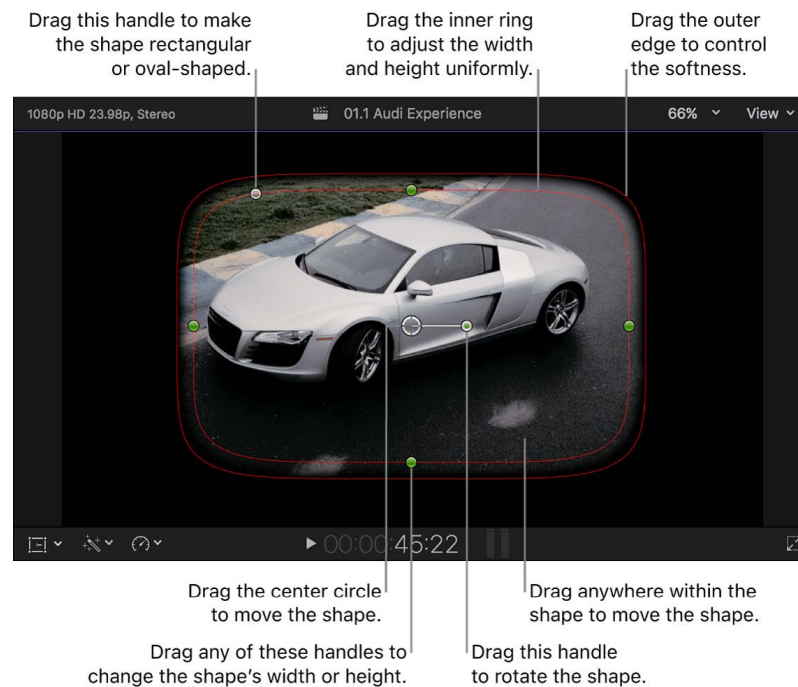 Drag this handle to make
the shape rectangular
or oval-shaped.
Drag the inner ring
to adjust the width
and height uniformly.
Drag the outer
edge to control
the softness.
1080p HD 23.98p, Stereo
01.1 Audi Experience
66%
View
00:00:45:22
Drag the center circle
to move the shape.
Drag anywhere within the
shape to move the shape.
Drag any of these handles to
change the shape’s width or height.
Drag this handle
to rotate the shape.